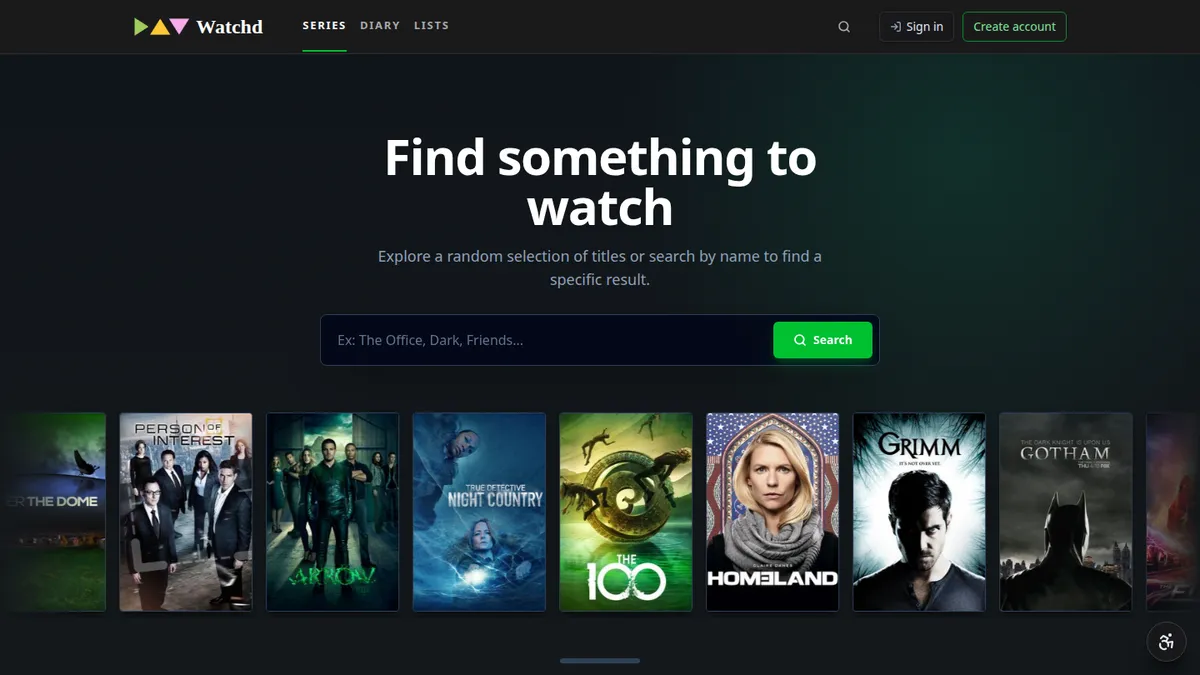 Watchd
SERIES
DIARY
LISTS
Sign in
Create account
Find something to
watch
Explore a random selection of titles or search by name to find a
specific result.
Ex: The Office, Dark, Friends...
Search
ER THE DOME
PERSON OF
INTEREST
ARROW
TRUE DETECTIVE
NIGHT COUNTRY
THE
100
CLAIRE DANES
HOMELAND
GRIMM
IT'S NOT OVER YET.
THE DARK KNIGHT IS UPON US
GOTHAM